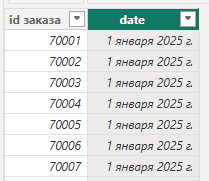 id заказа date
70001 1 января 2025 г.
70002 1 января 2025 г.
70003 1 января 2025 г.
70004 1 января 2025 г.
70005 1 января 2025 г.
70006 1 января 2025 г.
70007 1 января 2025 г.